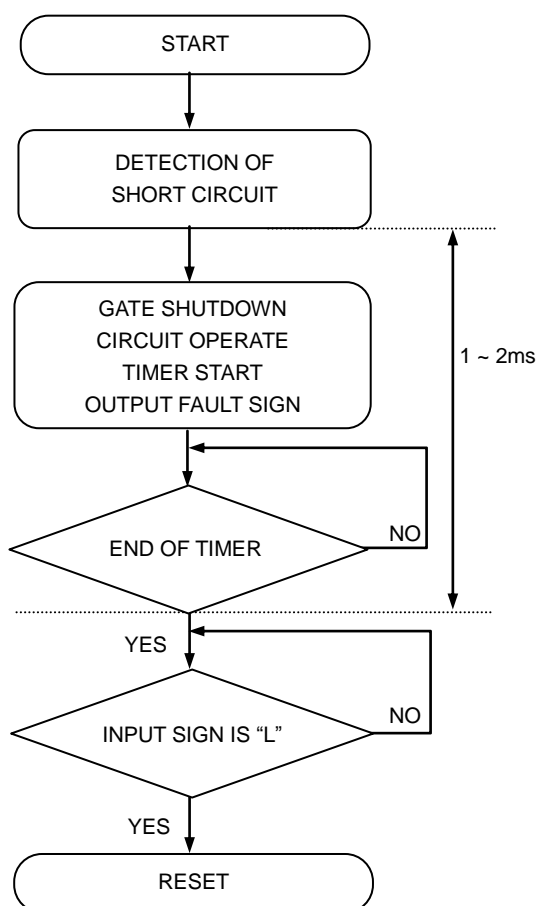 START
DETECTION OF
SHORT CIRCUIT
GATE SHUTDOWN
CIRCUIT OPERATE
TIMER START
OUTPUT FAULT SIGN
1 ~ 2ms
END OF TIMER
NO
YES
INPUT SIGN IS “L”
NO
YES
RESET